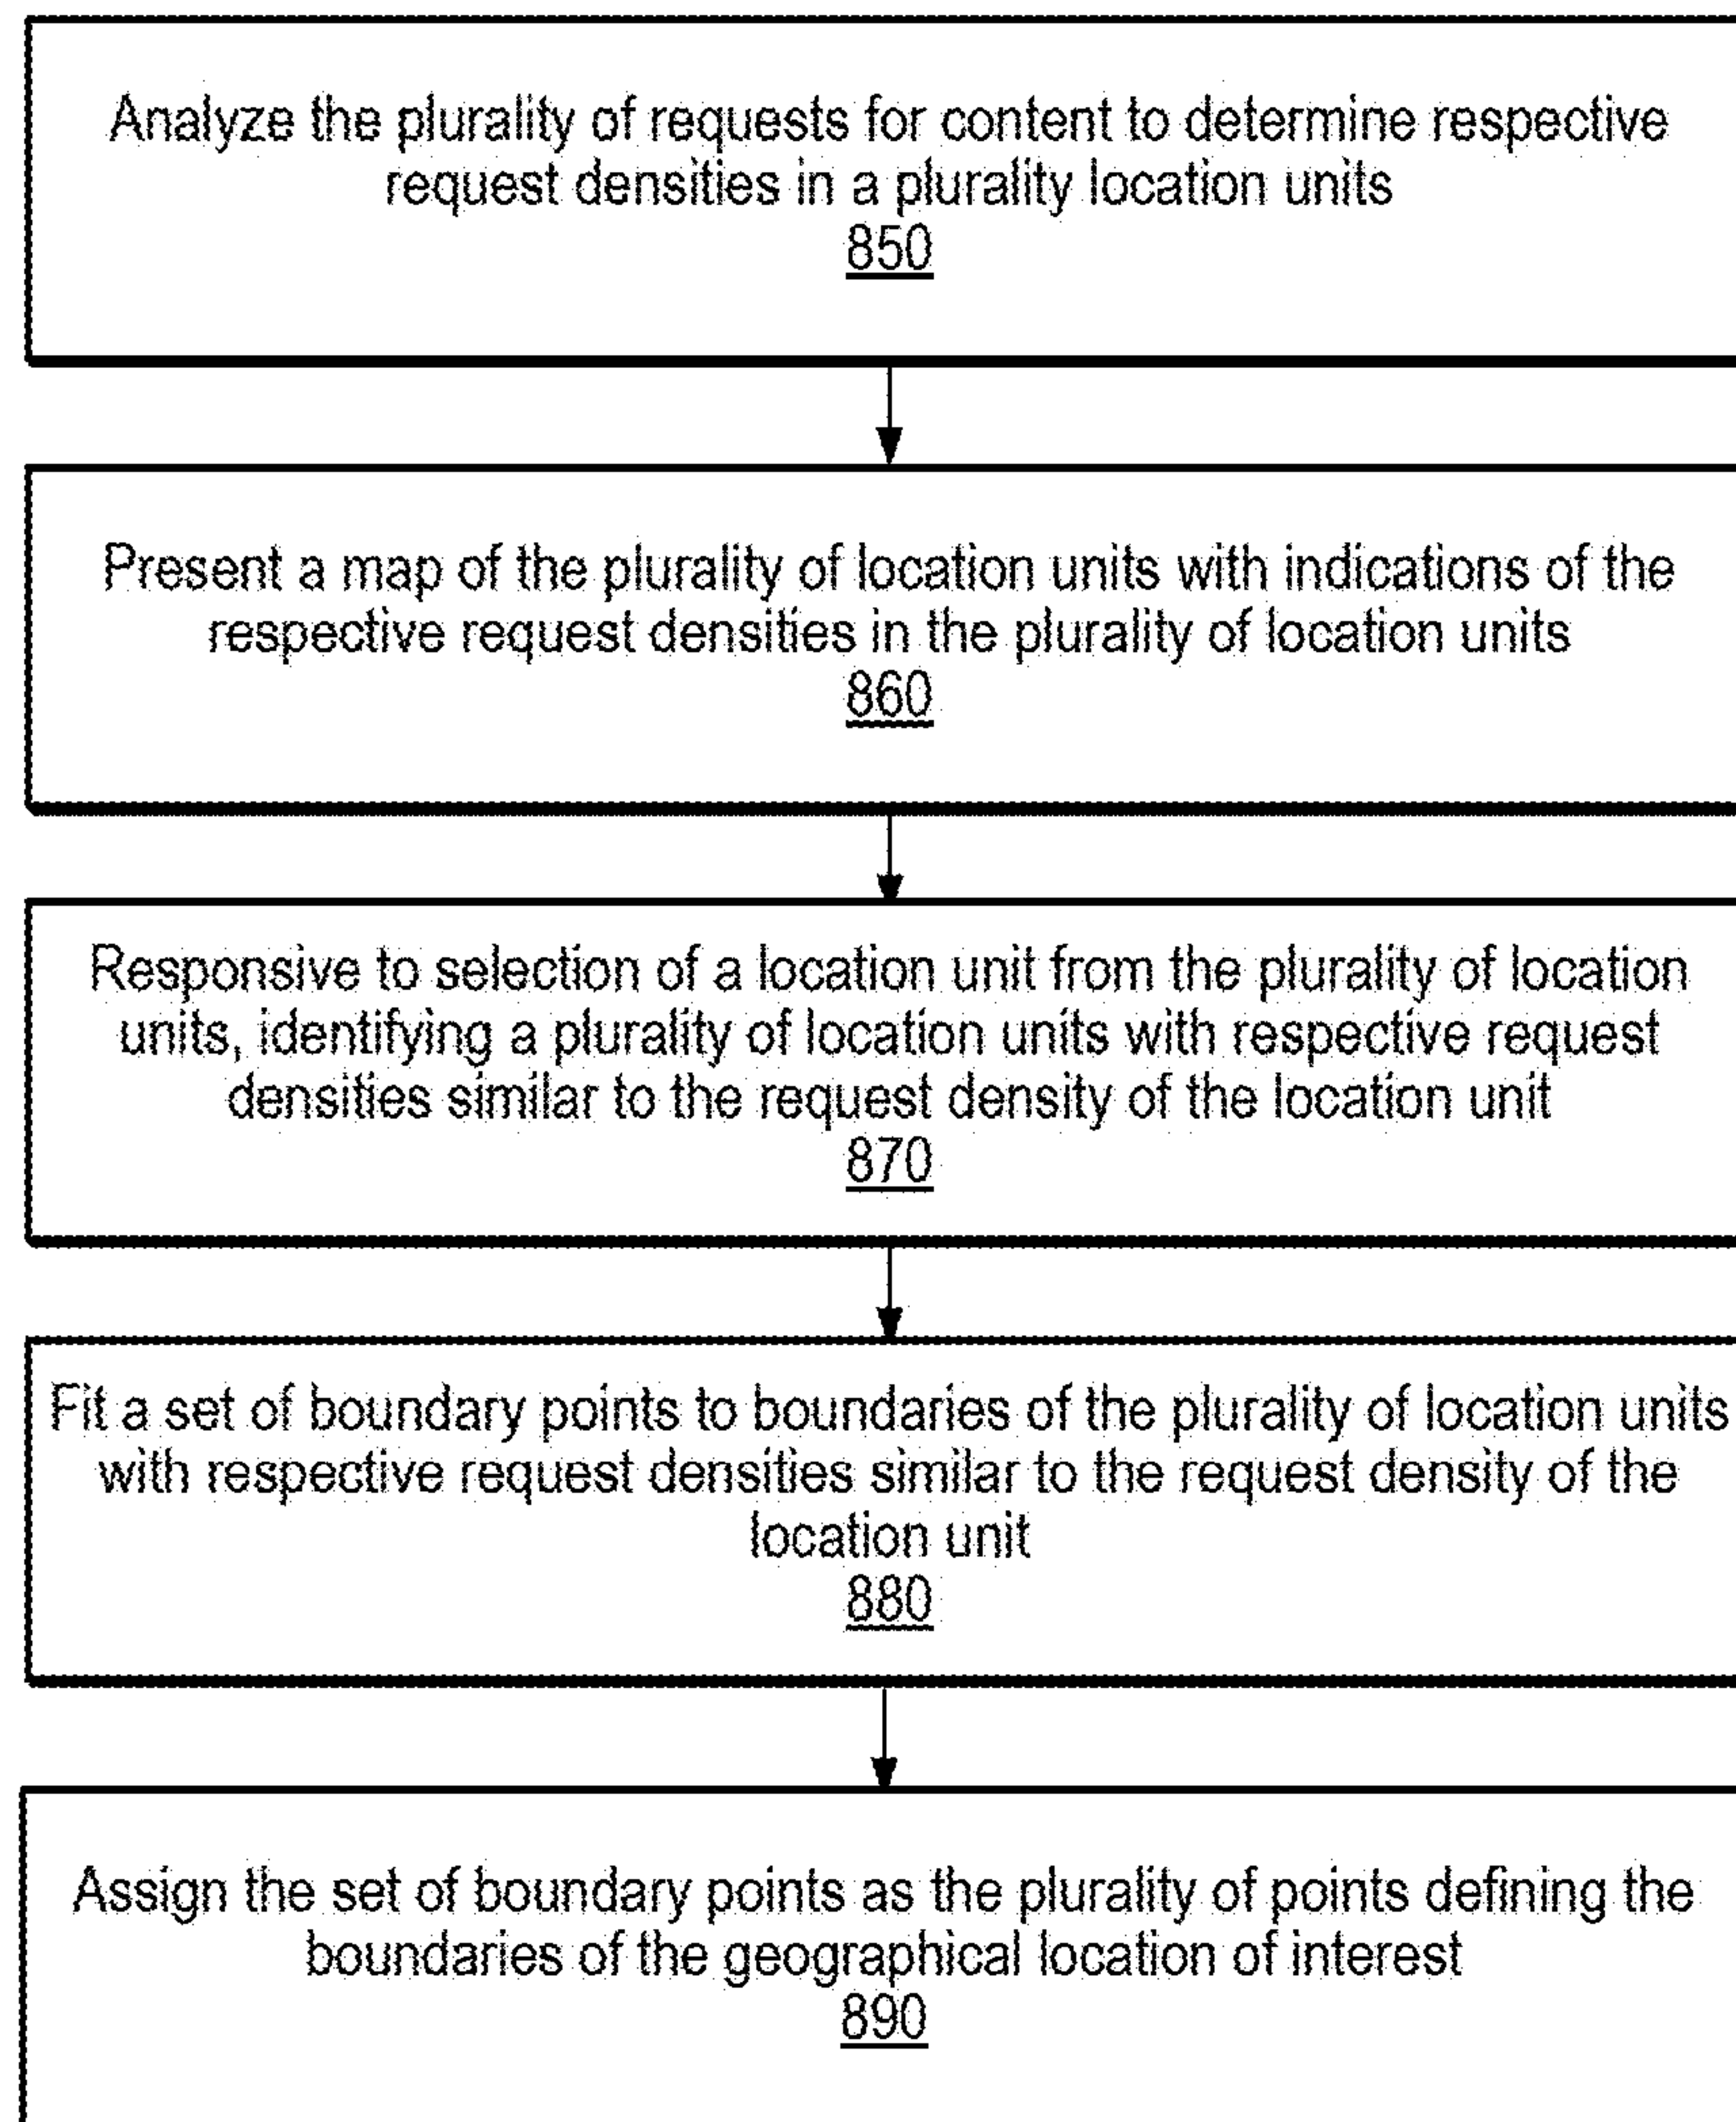 Analyze the plurality of requests for content to determine respective
request densities in a plurality location units
850
Present a map of the plurality of location units with indications of the
respective request densities in the plurality of location units
860
Responsive to selection of a location unit from the plurality of location
units, identifying a plurality of location units with respective request
densities similar to the request density of the location unit
870
Fit a set of boundary points to boundaries of the plurality of location units
with respective request densities similar to the request density of the
location unit
880
Assign the set of boundary points as the plurality of points defining the
boundaries of the geographical location of interest
890